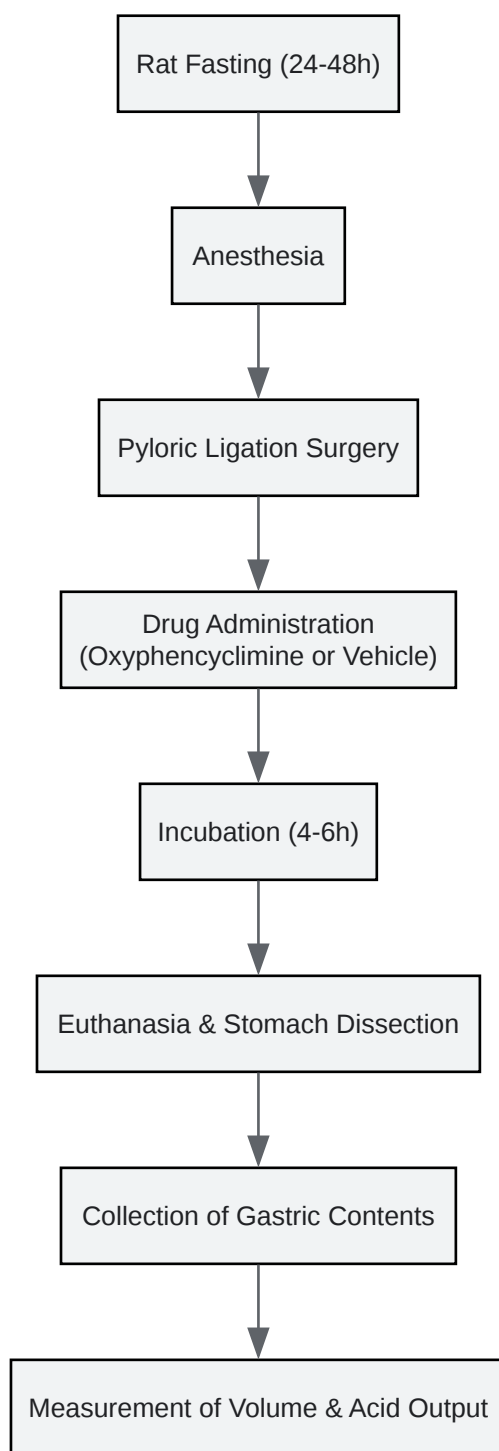 Rat Fasting (24-48h)
Anesthesia
Pyloric Ligation Surgery
Drug Administration
(Oxyphencyclimine or Vehicle)
Incubation (4-6h)
Euthanasia & Stomach Dissection
Collection of Gastric Contents
Measurement of Volume & Acid Output